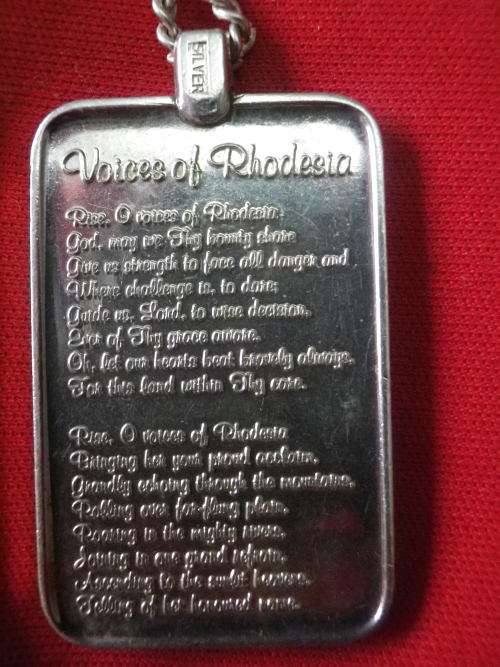 SILVER
Voices of Rhodesia
Rise, O voices of Rhodesia,
God, may we Thy bounty share
Give us strength to face all danger and
Where challenge is, to dare;
Guide us, Lord, to wise decision,
Ever of Thy grace aware.
Oh, let our hearts beat bravely always,
For this land within Thy care.
Rise, O voices of Rhodesia
Bringing her your proud acclaim,
Grandly echoing through the mountains,
Rolling over far-flung plain,
Roaring in the mighty rivers,
Joining in one grand refrain,
Ascending to the sunlit heavens,
Telling of her honoured name.